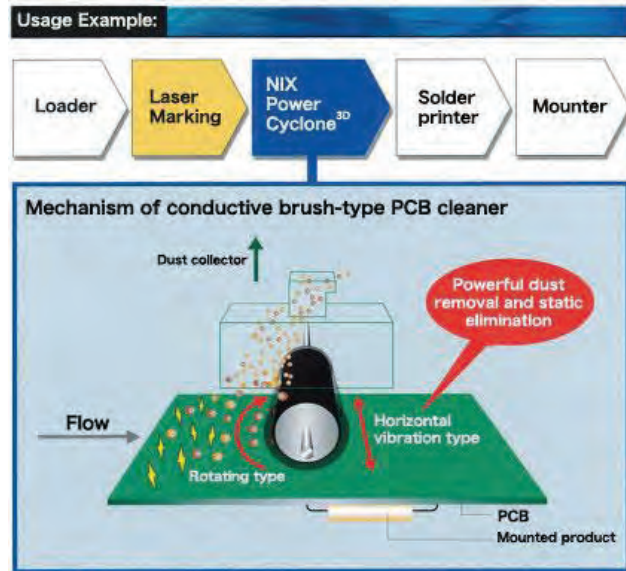 Usage Example:
Loader
Laser
Marking
NIX
Power
Cyclone3D
Solder
printer
Mounter
Mechanism of conductive brush-type PCB cleaner
Dust collector
Powerful dust
removal and static
elimination
Flow
Rotating type
Horizontal
vibration type
PCB
Mounted product